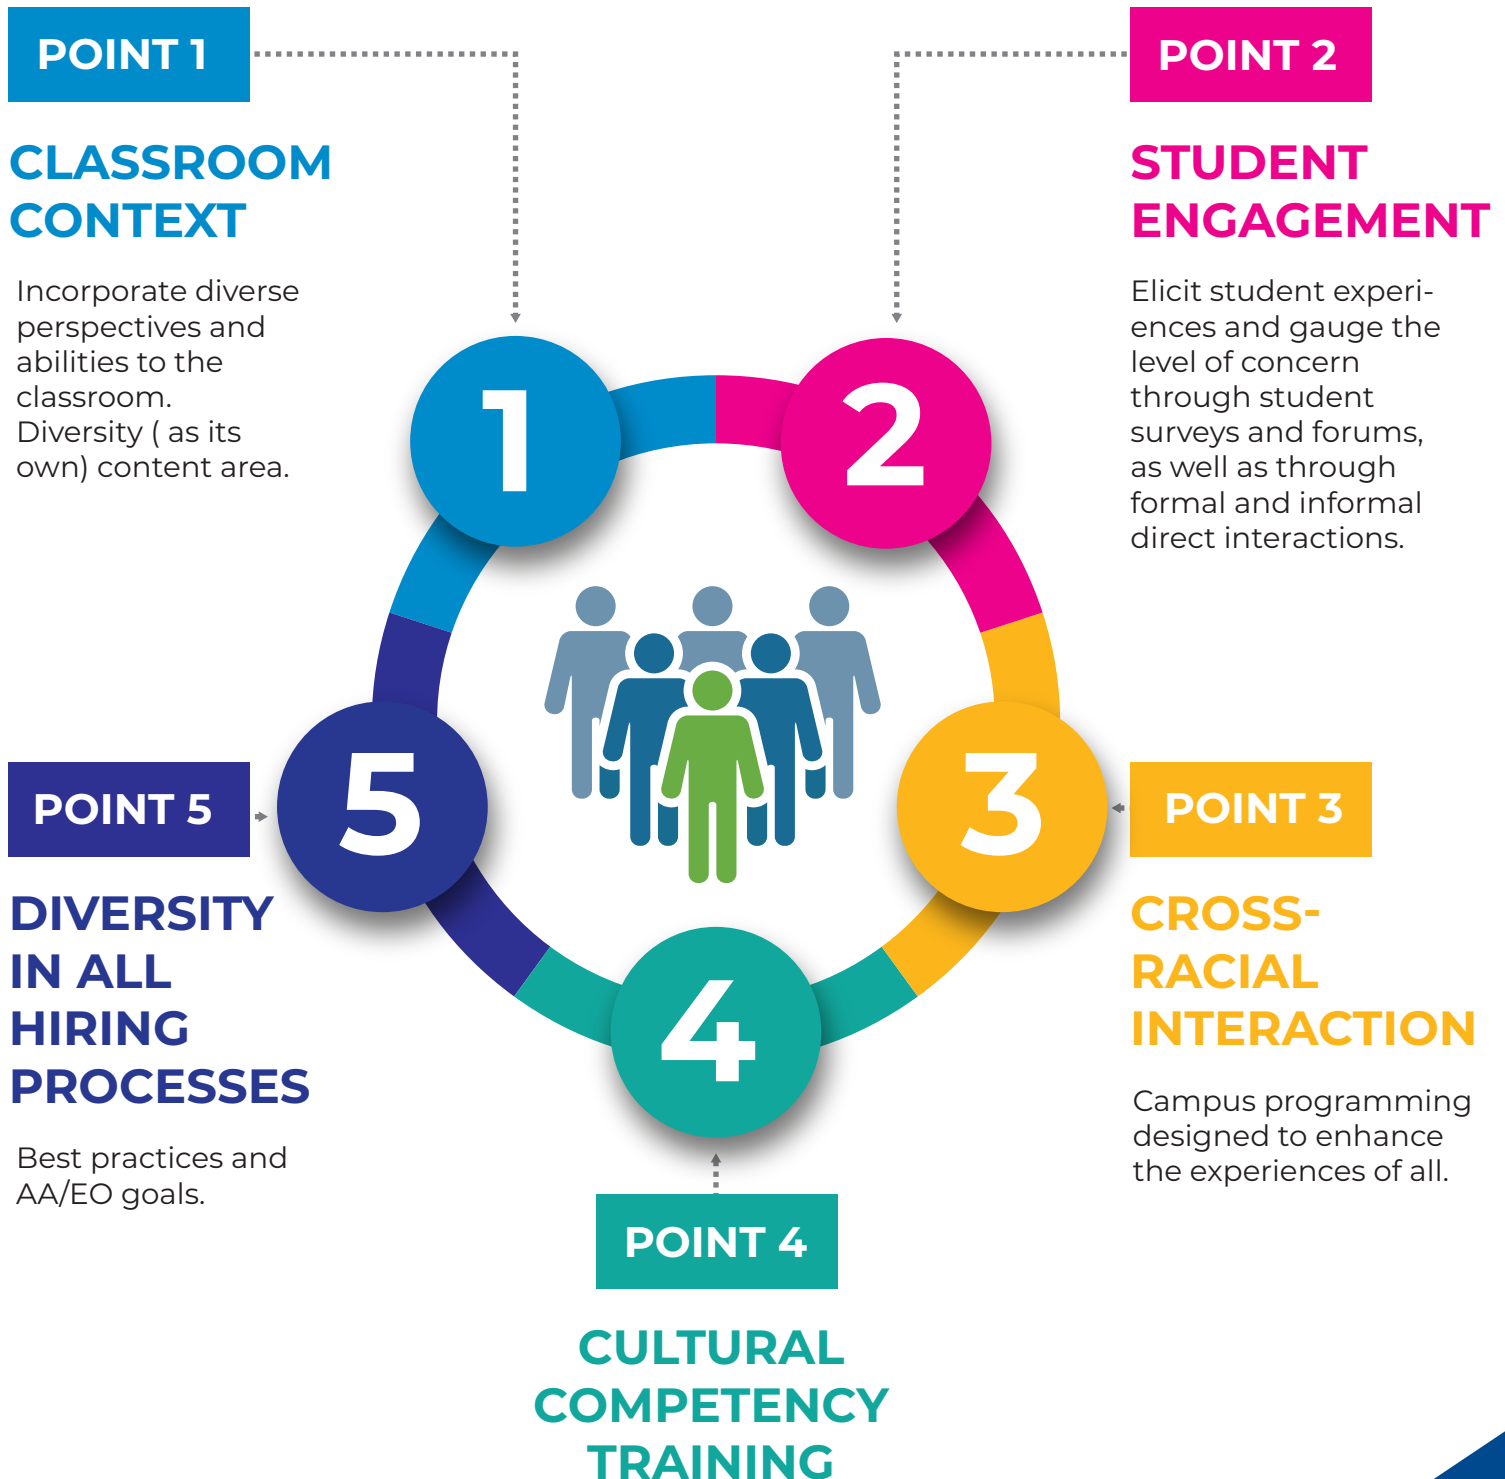 POINT 1
CLASSROOM
CONTEXT
Incorporate diverse
perspectives and
abilities to the
classroom.
Diversity ( as its
own) content area.
POINT 2
STUDENT
ENGAGEMENT
Elicit student experi-
ences and gauge the
level of concern
through student
surveys and forums,
as well as through
formal and informal
direct interactions.
1
2
3
4
5
POINT 3
CROSS-
RACIAL
INTERACTION
Campus programming
designed to enhance
the experiences of all.
POINT 4
CULTURAL
COMPETENCY
TRAINING
POINT 5
DIVERSITY
IN ALL
HIRING
PROCESSES
Best practices and
AA/EO goals.